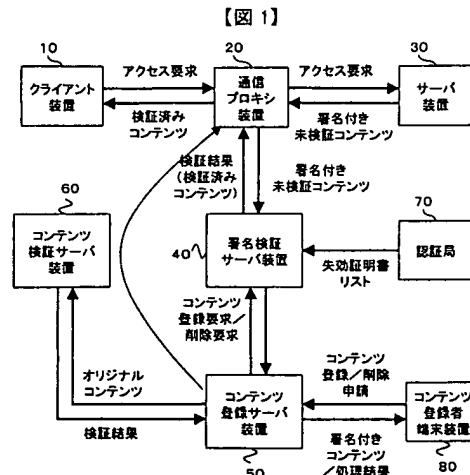 【図1】
10
クライアント
装置
アクセス要求
検証済み
コンテンツ
20
通信
プロキシ
装置
アクセス要求
署名付き
未検証コンテンツ
30
サーバ
装置
検証結果
(検証済み
コンテンツ)
署名付き
未検証コンテンツ
60
コンテンツ
検証サーバ
装置
40
署名検証
サーバ装置
70
認証局
失効証明書
リスト
コンテンツ
登録要求/
削除要求
オリジナル
コンテンツ
検証結果
コンテンツ
登録サーバ
装置
50
コンテンツ
登録/削除
申請
署名付き
コンテンツ
/処理結果
コンテンツ
登録者
端末装置
80